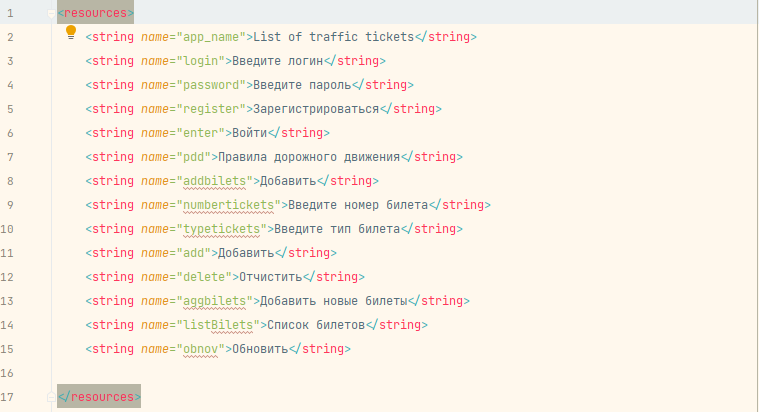 1 <resources>
2 <string name="app_name">List of traffic tickets</string>
3 <string name="login">Введите логин</string>
4 <string name="password">Введите пароль</string>
5 <string name="register">Зарегистрироваться</string>
6 <string name="enter">Войти</string>
7 <string name="pdd">Правила дорожного движения</string>
8 <string name="addbilets">Добавить</string>
9 <string name="numbertickets">Введите номер билета</string>
10 <string name="typetickets">Введите тип билета</string>
11 <string name="add">Добавить</string>
12 <string name="delete">Отчистить</string>
13 <string name="aggbilets">Добавить новые билеты</string>
14 <string name="listBilets">Список билетов</string>
15 <string name="obnov">Обновить</string>
16
17 </resources>